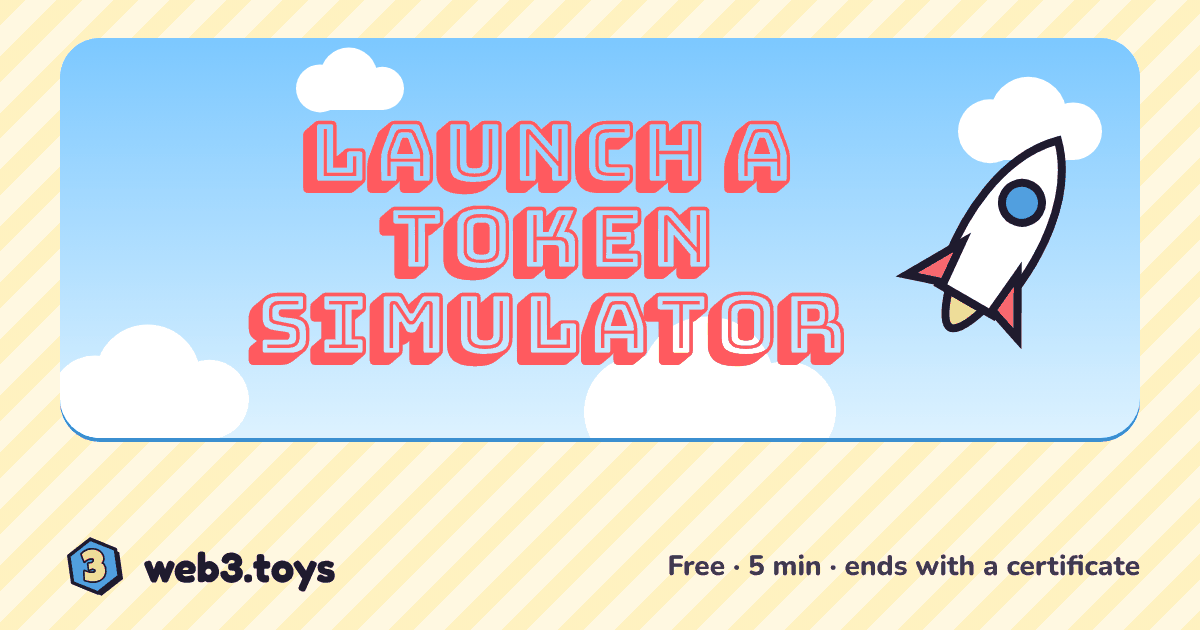 LAUNCH A
TOKEN
SIMULATOR
3 web3.toys
Free · 5 min · ends with a certificate